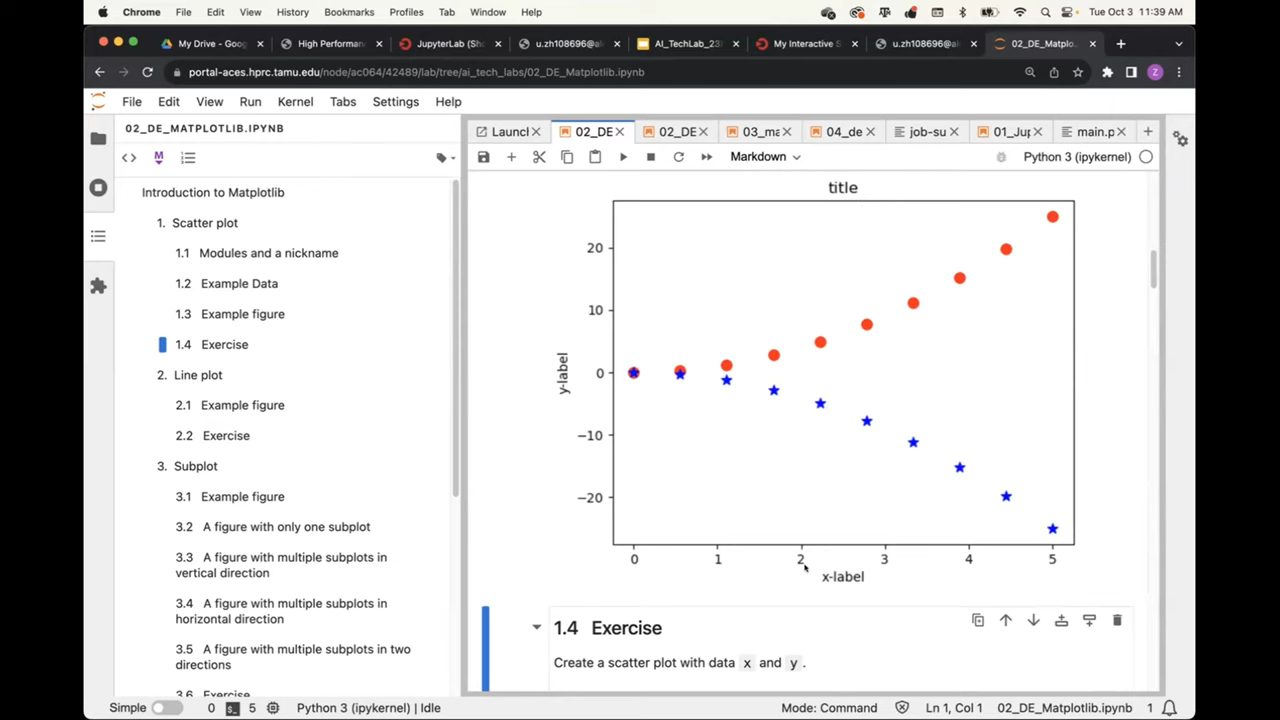 Chrome File Edit View History Bookmarks Profiles Tab Window Help Tue Oct 3 11:39 AM
My Drive - Goo High Performan JupyterLab (Sha u.zh108696@al AI_TechLab_23 My Interactive S u.zh108696@al 02_DE_Matplo
portal-aces.hprc.tamu.edu/node/ac064/42489/lab/tree/ai_tech_labs/02_DE_Matplotlib.ipynb Z
File Edit View Run Kernel Tabs Settings Help
02_DE_MATPLOTLIB.IPYNB
Introduction to Matplotlib
1. Scatter plot
1.1 Modules and a nickname
1.2 Example Data
1.3 Example figure
1.4 Exercise
2. Line plot
2.1 Example figure
2.2 Exercise
3. Subplot
3.1 Example figure
3.2 A figure with only one subplot
3.3 A figure with multiple subplots in
vertical direction
3.4 A figure with multiple subplots in
horizontal direction
3.5 A figure with multiple subplots in two
directions
3.6 Exercise
Launcl 02_DE 02_DE 03_ma 04_de job-su 01_Jup main.p
Markdown Python 3 (ipykernel)
title
20
10
0
−10
−20
y-label
0 1 2 3 4 5
x-label
1.4 Exercise
Create a scatter plot with data x and y.
Simple 0 5 Python 3 (ipykernel) | Idle Mode: Command Ln 1, Col 1 02_DE_Matplotlib.ipynb 1